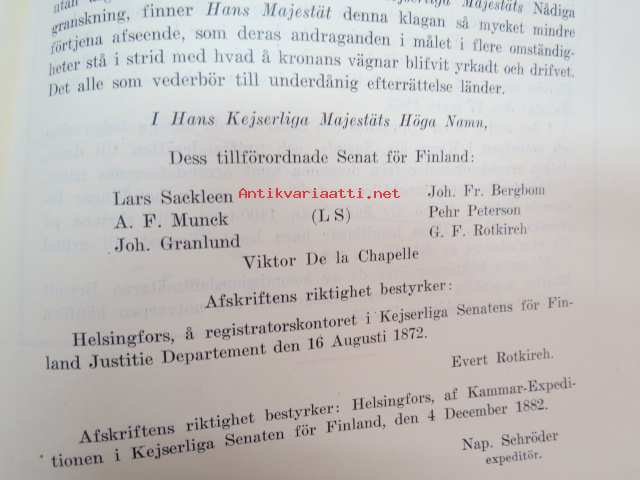 Majestäts Nådiga
granskning, finner Hans Majestät denna klagan så mycket mindre
förtjena afseende, som deras andraganden i målet i flere omständig-
heter stå i strid med hvad å kronans vägnar blifvit yrkadt och drifvet.
Det alle som vederbör till underdånig efterrättelse länder.
I Hans Kejserliga Majestäts Höga Namn,
Dess tillförordnade Senat för Finland:
Lars Sackleen
Antikvariaatti.net
Joh. Fr. Bergbom
A. F. Munck
(L S)
Pehr Peterson
Joh. Granlund
G. F. Rotkirch
Viktor De la Chapelle
Afskriftens riktighet bestyrker:
Helsingfors, å registratorskontoret i Kejserliga Senatens för Fin-
land Justitie Departement den 16 Augusti 1872.
Evert Rotkirch.
Afskriftens riktighet bestyrker: Helsingfors, af Kammar-Expedi-
tionen i Kejserliga Senaten för Finland, den 4 December 1882.
Nap. Schröder
expeditör.